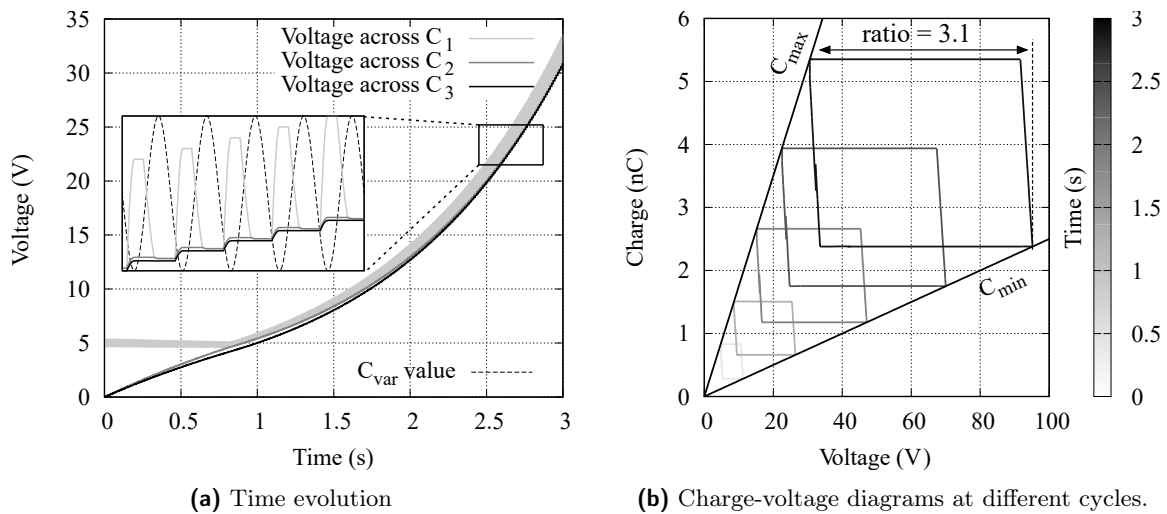 35
30
25
20
15
10
5
0
0
0.5
1
1.5
2
2.5
3
Voltage (V)
Time (s)
Voltage across C1
Voltage across C2
Voltage across C3
Cvar value
(a) Time evolution
6
5
4
3
2
1
0
0
20
40
60
80
100
Charge (nC)
Voltage (V)
Cmax
ratio = 3.1
Cmin
3
2.5
2
1.5
1
0.5
0
Time (s)
(b) Charge-voltage diagrams at different cycles.